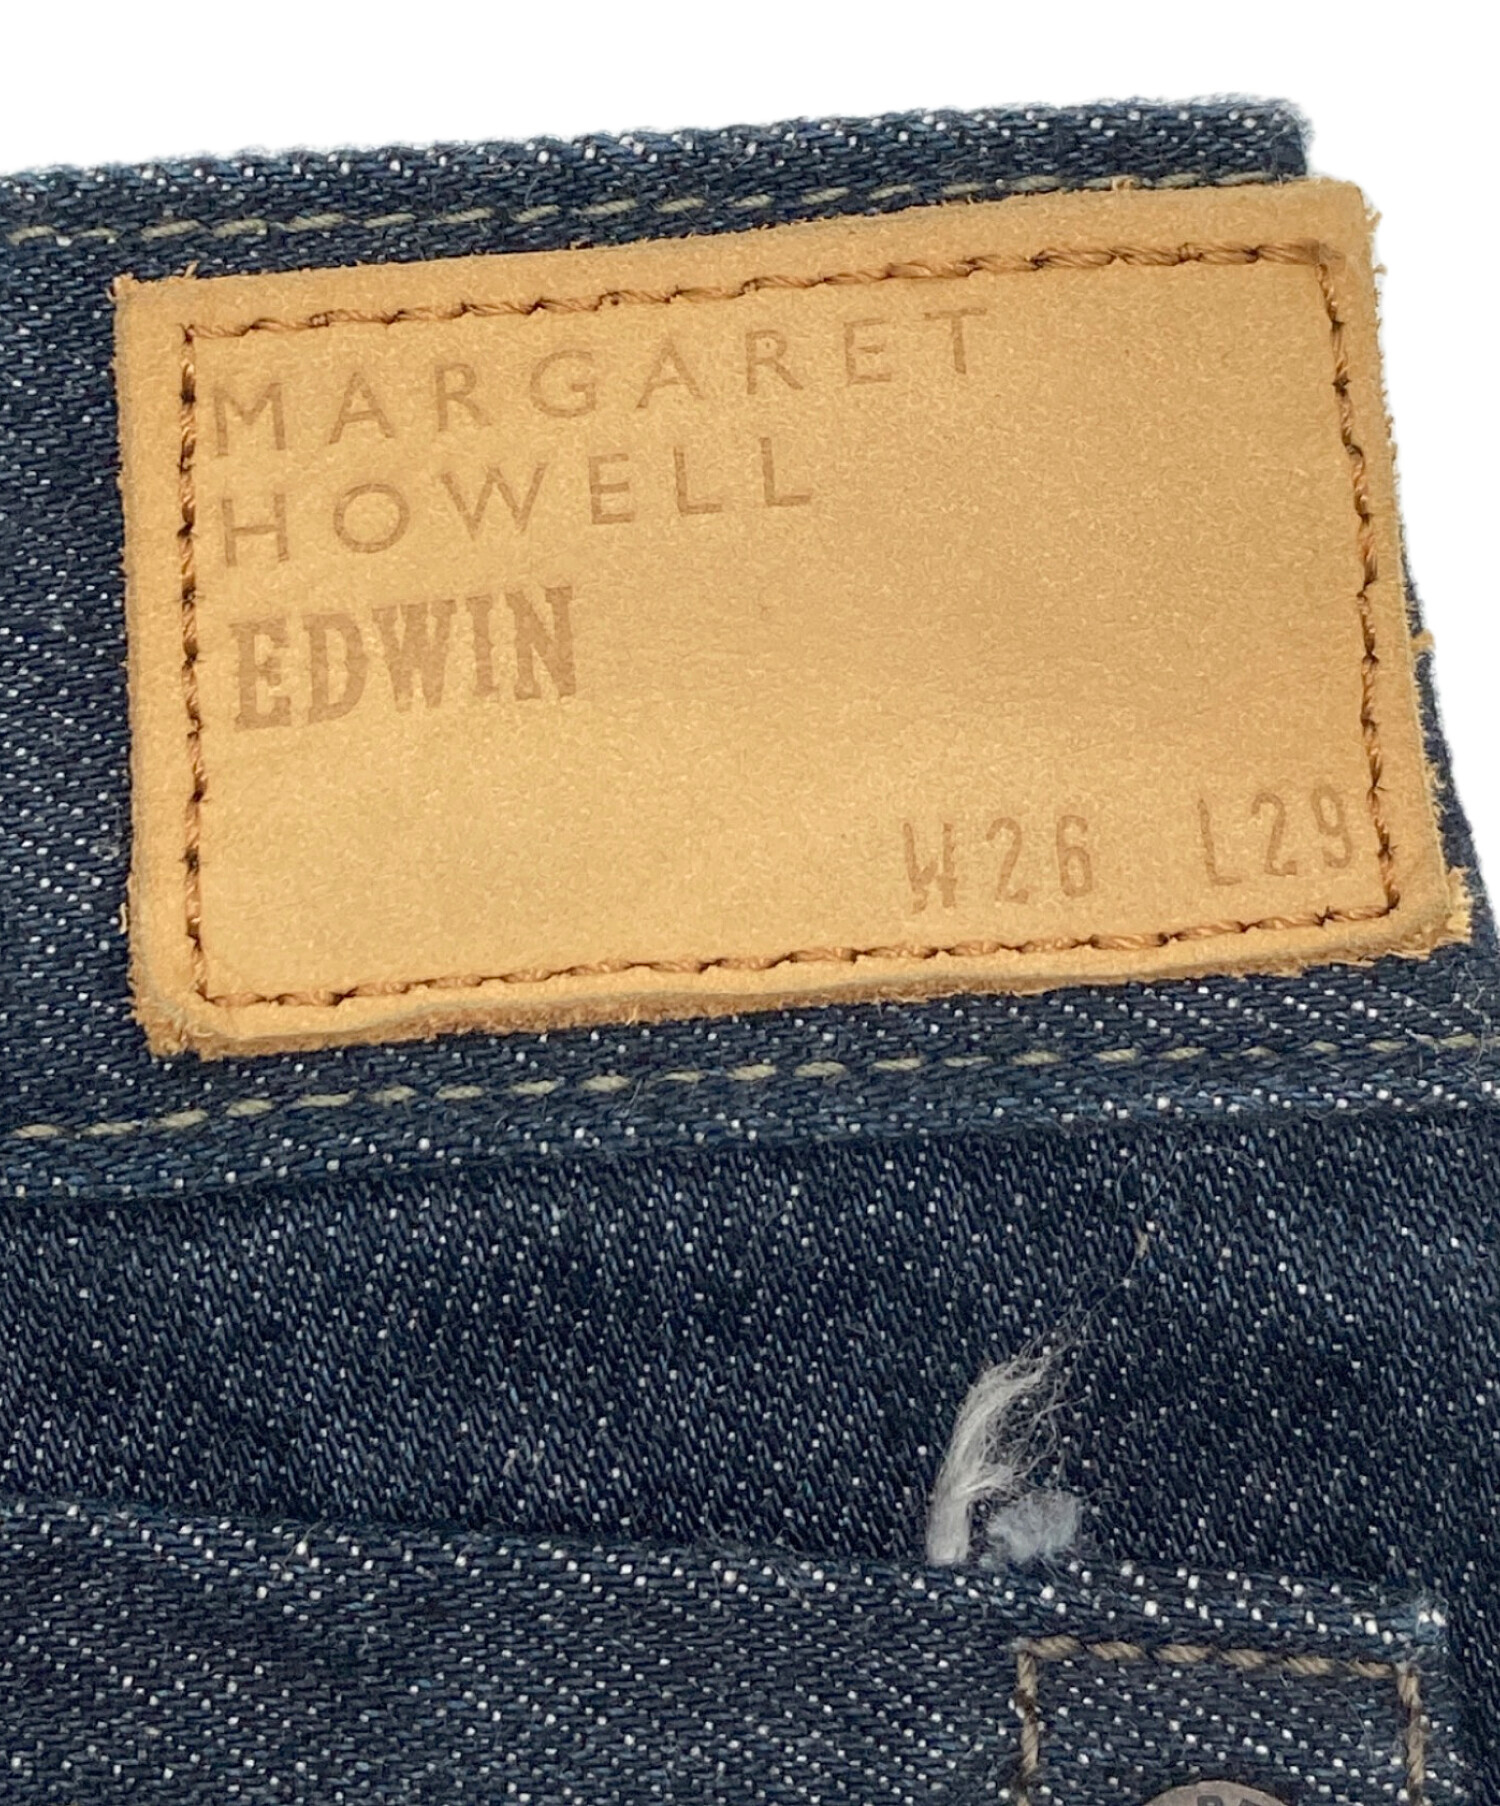 MARGARET
HOWELL
EDWIN
W26 L29